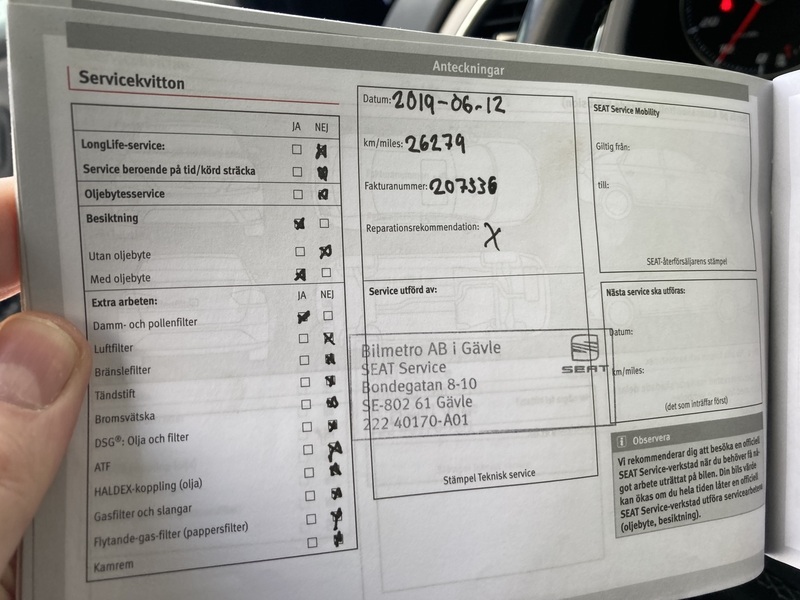 Anteckningar
Servicekvitton
JA NEJ
LongLife-service:
Service beroende på tid/körd sträcka
Oljebytesservice
Besiktning
Utan oljebyte
Med oljebyte
Extra arbeten: JA NEJ
Damm- och pollenfilter
Luftfilter
Bränslefilter
Tändstift
Bromsvätska
DSG®: Olja och filter
ATF
HALDEX-koppling (olja)
Gasfilter och slangar
Flytande-gas-filter (pappersfilter)
Kamrem
Datum: 2019-06-12
km/miles: 26279
Fakturanummer: 207336
Reparationsrekommendation: X
Service utförd av:
Bilmetro AB i Gävle
SEAT Service
Bondegatan 8-10
SE-802 61 Gävle
222 40170-A01
SEAT
Stämpel Teknisk service
SEAT Service Mobility
Giltig från:
till:
SEAT-återförsäljarens stämpel
Nästa service ska utföras:
Datum:
km/miles:
(det som inträffar först)
i Observera
Vi rekommenderar dig att besöka en officiell
SEAT Service-verkstad när du behöver få nå-
got arbete uträttat på bilen. Din bils värde
kan ökas om du hela tiden låter en officiell
SEAT Service-verkstad utföra servicearbetena
(oljebyte, besiktning).